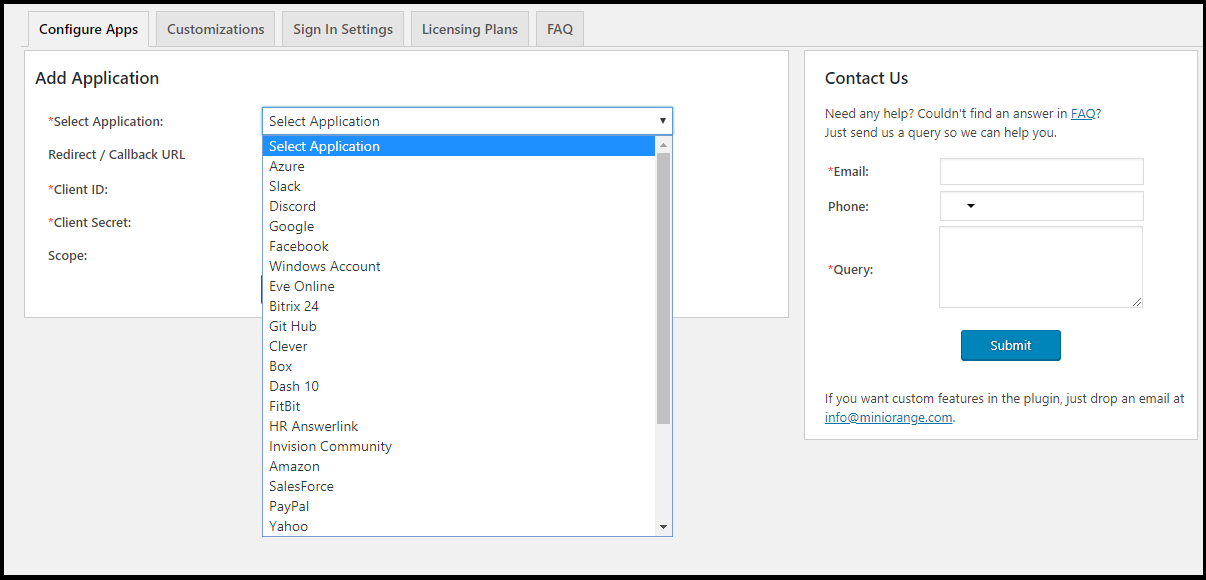 Configure Apps
Customizations
Sign In Settings
Licensing Plans
FAQ
Add Application
*Select Application:
Select Application
Redirect / Callback URL
*Client ID:
*Client Secret:
Scope:
Select Application
Azure
Slack
Discord
Google
Facebook
Windows Account
Eve Online
Bitrix 24
Git Hub
Clever
Box
Dash 10
FitBit
HR Answerlink
Invision Community
Amazon
SalesForce
PayPal
Yahoo
Contact Us
Need any help? Couldn't find an answer in FAQ?
Just send us a query so we can help you.
*Email:
Phone:
*Query:
Submit
If you want custom features in the plugin, just drop an email at
info@miniorange.com.